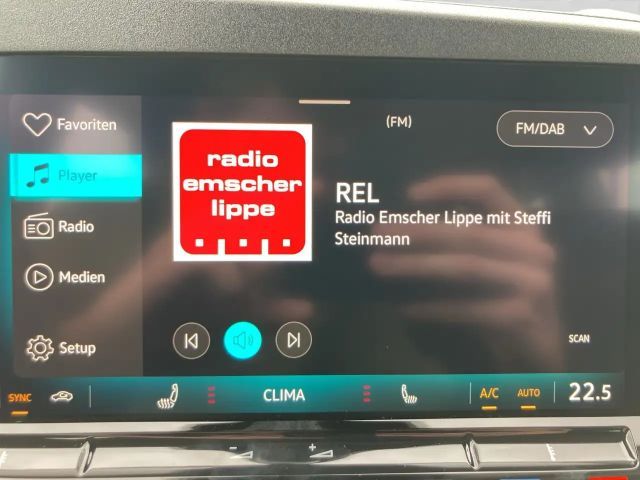 Favoriten
Player
Radio
Medien
Setup
radio
emscher
lippe
(FM)
FM/DAB
REL
Radio Emscher Lippe mit Steffi
Steinmann
SCAN
SYNC
CLIMA
A/C
AUTO
22.5
- +